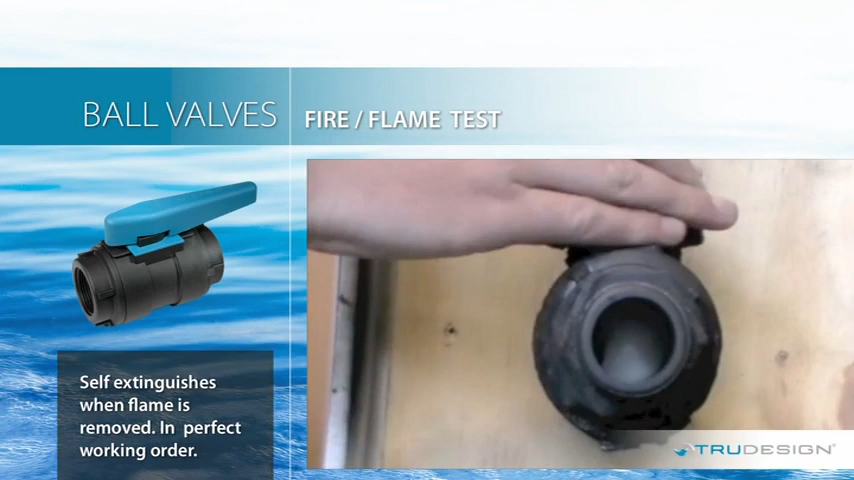 BALL VALVES
FIRE / FLAME TEST
Self extinguishes
when flame is
removed. In perfect
working order.
TRUDESIGN®